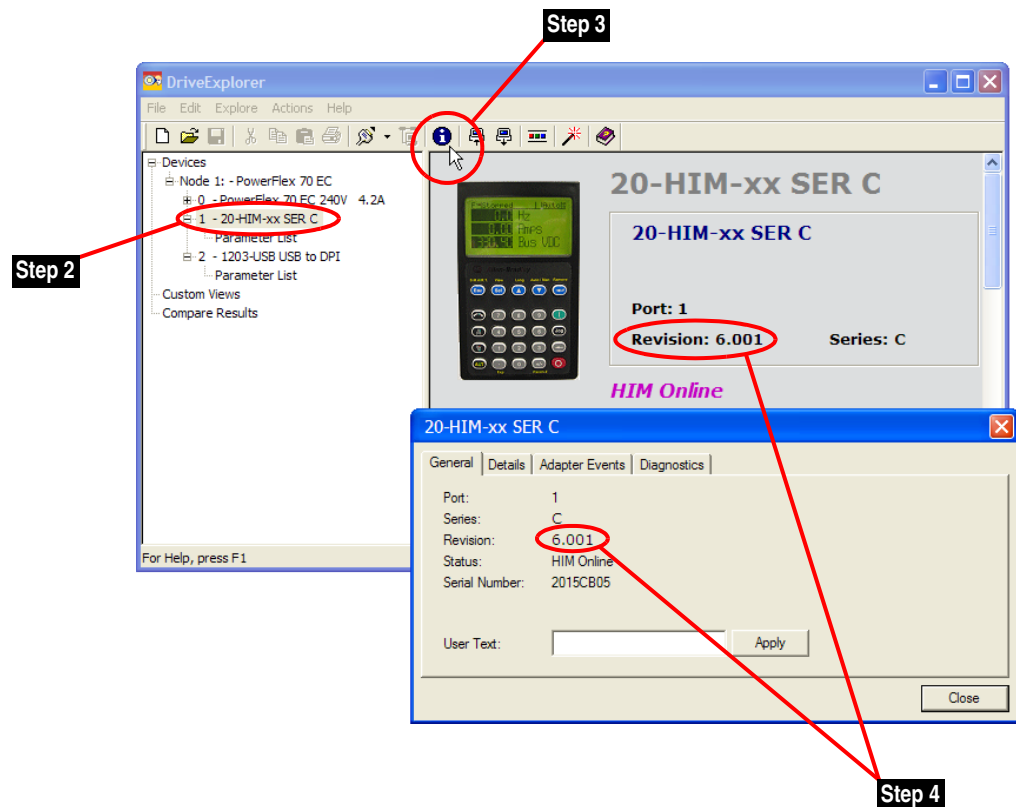 Step 3
DriveExplorer
File Edit Explore Actions Help
Devices
Node 1: - PowerFlex 70 EC
0 - PowerFlex 70 EC 240V 4.2A
1 - 20-HIM-xx SER C
Parameter List
2 - 1203-USB USB to DPI
Parameter List
Custom Views
Compare Results
Step 2
20-HIM-xx SER C
20-HIM-xx SER C
Port: 1
Revision: 6.001 Series: C
HIM Online
Hz
Amps
Bus VDC
For Help, press F1
20-HIM-xx SER C
General Details Adapter Events Diagnostics
Port: 1
Series: C
Revision: 6.001
Status: HIM Online
Serial Number: 2015CB05
User Text: Apply
Close
Step 4